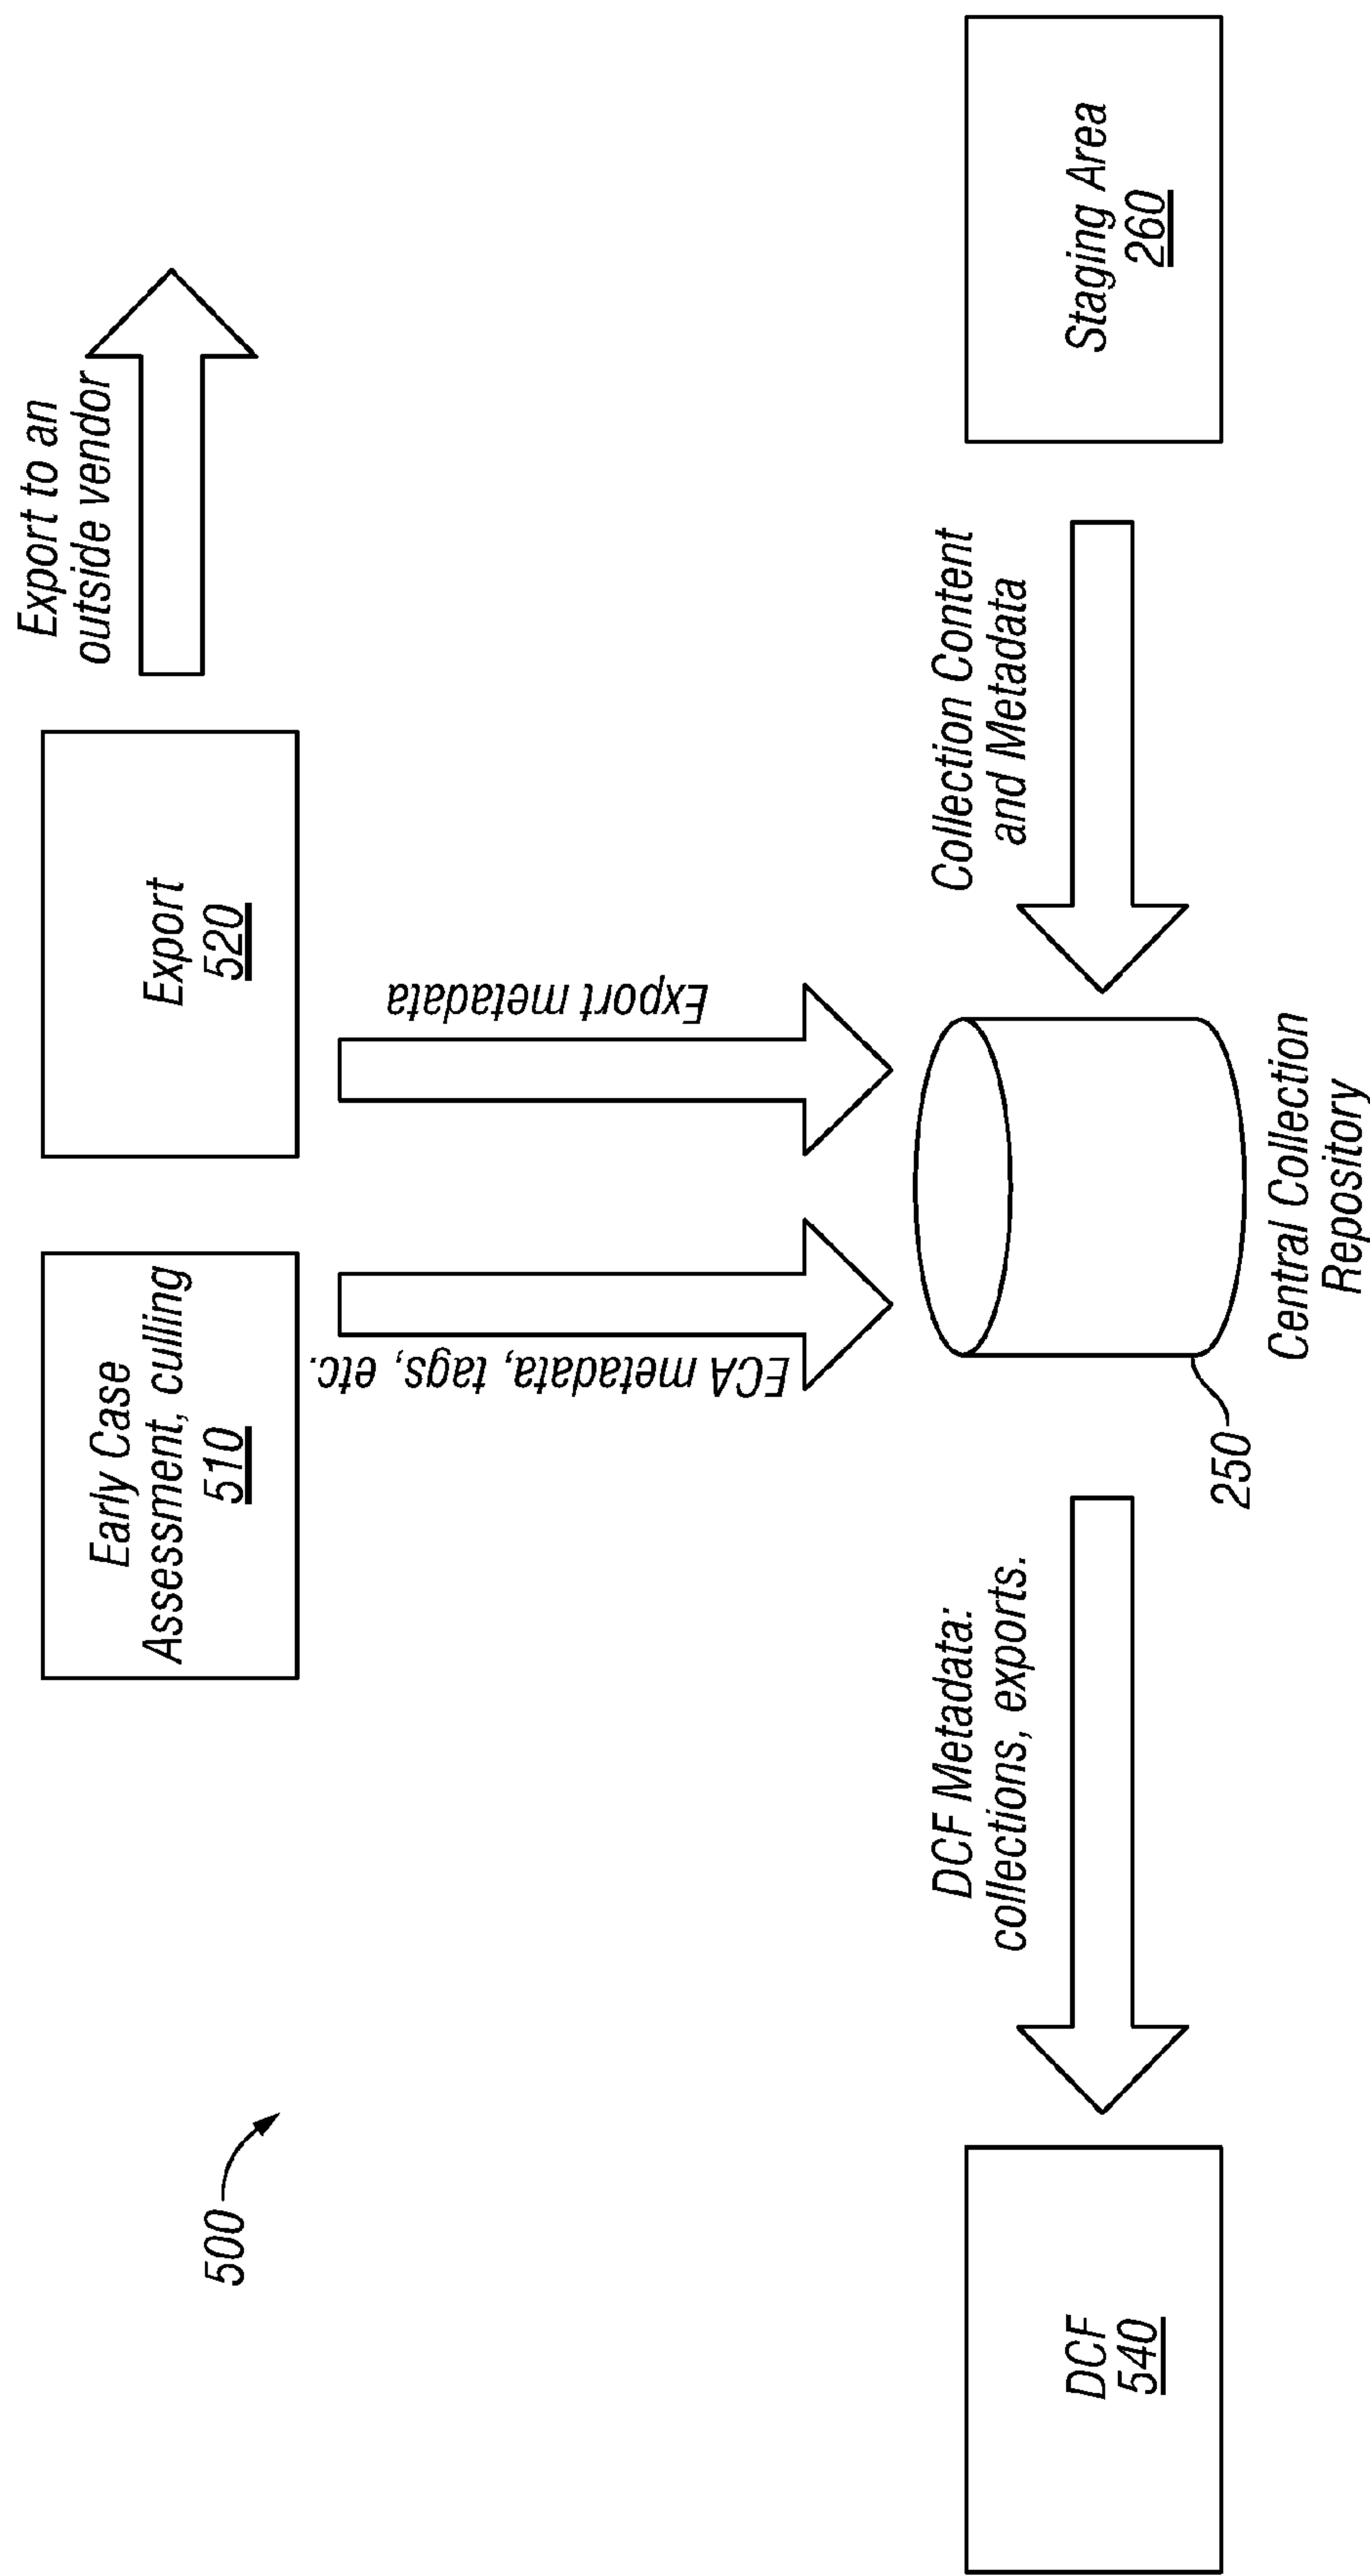 500
Early Case
Assessment, culling
510
Export
520
Export to an
outside vendor
ECA metadata, tags, etc.
Export metadata
DCF
540
DCF Metadata:
collections, exports.
250
Central Collection
Repository
Collection Content
and Metadata
Staging Area
260